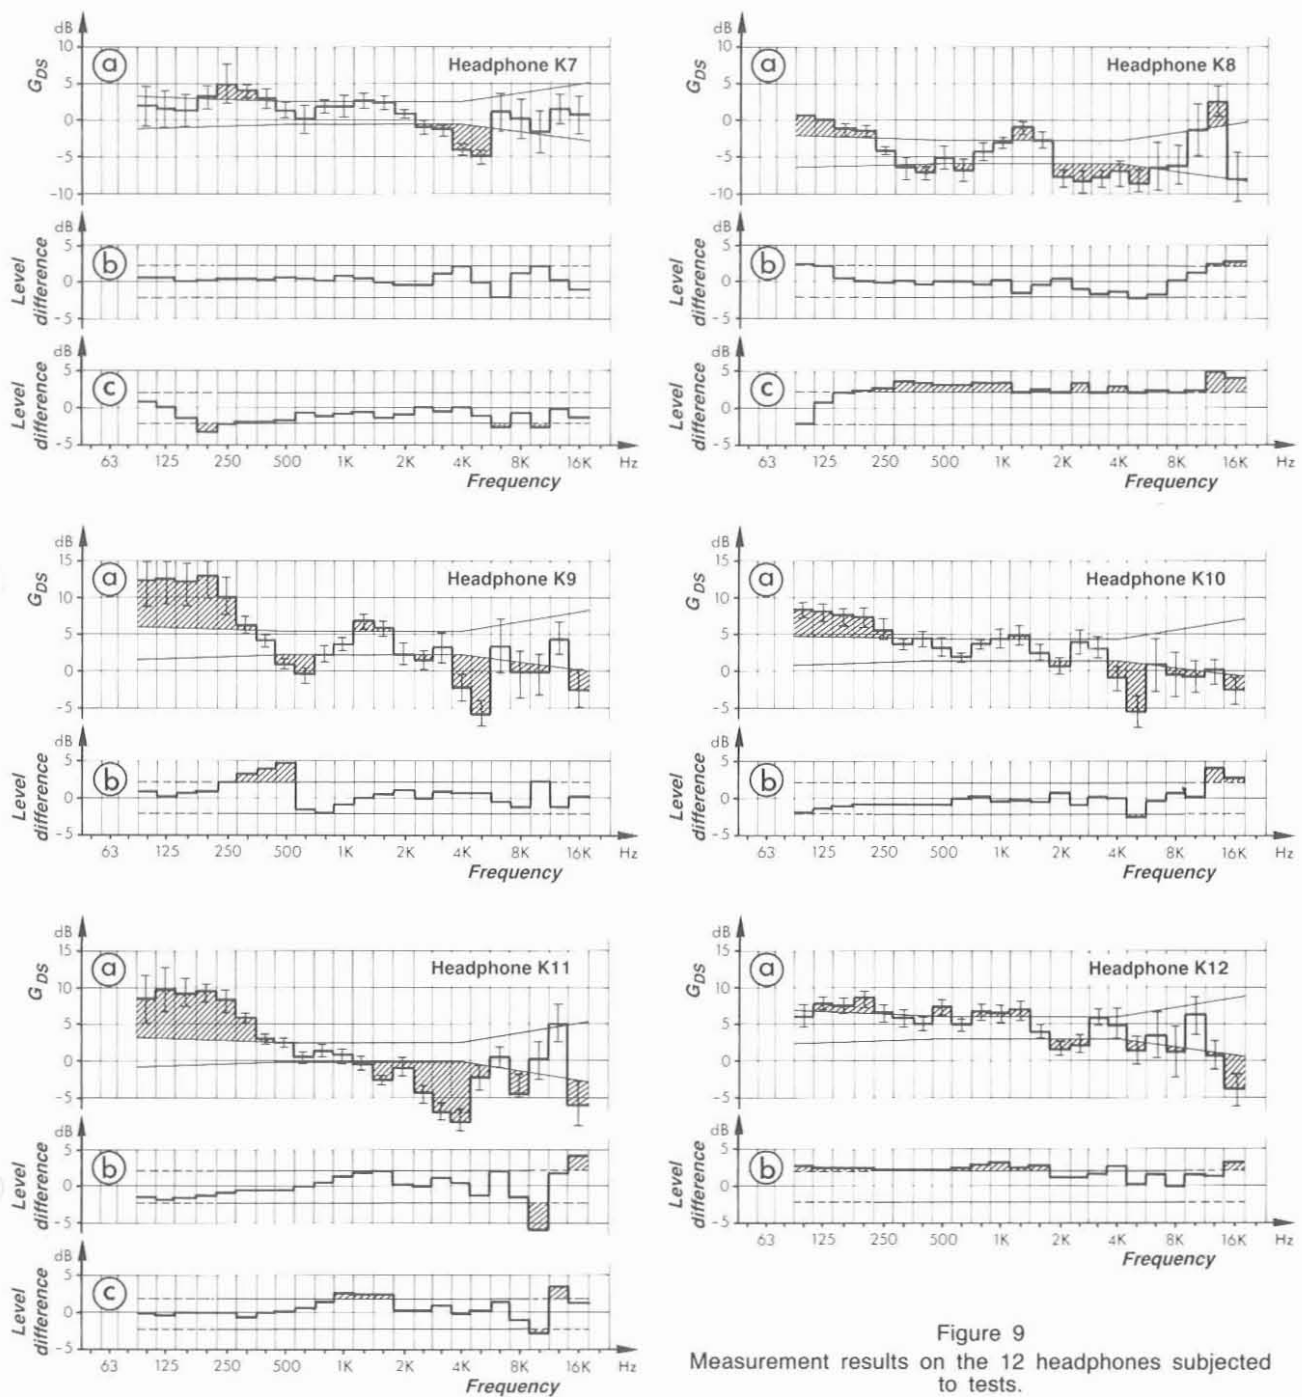 dB
10
5
0
-5
-10
G DS
a
Headphone K7
dB
5
0
-5
Level difference
b
dB
5
0
-5
Level difference
c
63 125 250 500 1K 2K 4K 8K 16K Hz
Frequency
dB
10
5
0
-5
-10
G DS
a
Headphone K8
dB
5
0
-5
Level difference
b
dB
5
0
-5
Level difference
c
63 125 250 500 1K 2K 4K 8K 16K Hz
Frequency
dB
15
10
5
0
-5
G DS
a
Headphone K9
dB
5
0
-5
Level difference
b
63 125 250 500 1K 2K 4K 8K 16K Hz
Frequency
dB
15
10
5
0
-5
G DS
a
Headphone K10
dB
5
0
-5
Level difference
b
63 125 250 500 1K 2K 4K 8K 16K Hz
Frequency
dB
15
10
5
0
-5
G DS
a
Headphone K11
dB
5
0
-5
Level difference
b
dB
5
0
-5
Level difference
c
63 125 250 500 1K 2K 4K 8K 16K Hz
Frequency
dB
15
10
5
0
-5
G DS
a
Headphone K12
dB
5
0
-5
Level difference
b
63 125 250 500 1K 2K 4K 8K 16K Hz
Frequency
Figure 9
Measurement results on the 12 headphones subjected
to tests.